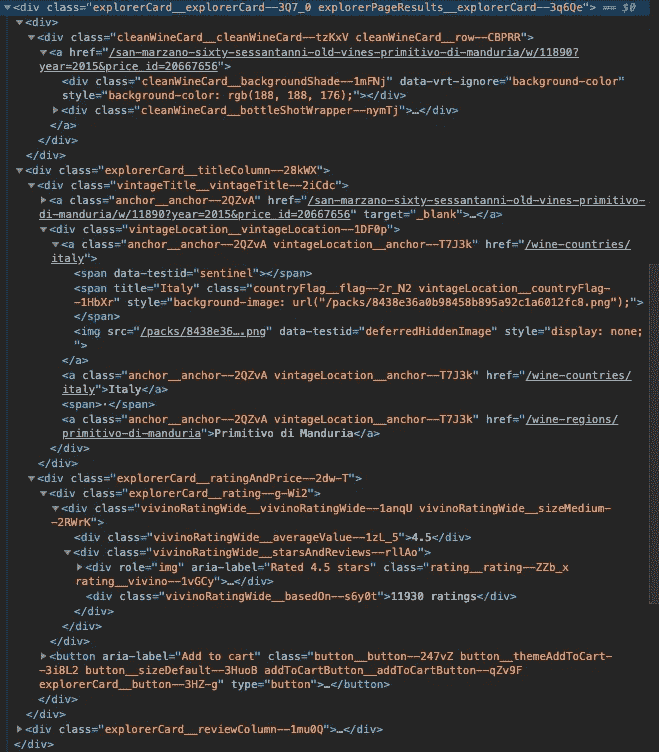 ▼<div class="explorerCard__explorerCard--3Q7_0 explorerPageResults__explorerCard--3q6Qe"> == $0
▼<div>
▼<div class="cleanWineCard__cleanWineCard--tzKxV cleanWineCard__row--CBPRR">
▼<a href="/san-marzano-sixty-sessantanni-old-vines-primitivo-di-manduria/w/11890?
year=2015&price_id=20667656">
<div class="cleanWineCard__backgroundShade--1mFNj" data-vrt-ignore="background-color"
style="background-color: rgb(188, 188, 176);"></div>
▶<div class="cleanWineCard__bottleShotWrapper--nymTj">…</div>
</a>
</div>
</div>
▼<div class="explorerCard__titleColumn--28kWX">
▼<div class="vintageTitle__vintageTitle--2iCdc">
▶<a class="anchor__anchor--2QZvA" href="/san-marzano-sixty-sessantanni-old-vines-primitivo-
di-manduria/w/11890?year=2015&price_id=20667656" target="_blank">…</a>
▼<div class="vintageLocation__vintageLocation--1DF0p">
▼<a class="anchor__anchor--2QZvA vintageLocation__anchor--T7J3k" href="/wine-countries/
italy">
<span data-testid="sentinel"></span>
<span title="Italy" class="countryFlag__flag--2r_N2 vintageLocation__countryFlag-
-1HbXr" style="background-image: url("/packs/8438e36a0b98458b895a92c1a6012fc8.png");">
</span>
<img src="/packs/8438e36….png" data-testid="deferredHiddenImage" style="display: none;
">
</a>
<a class="anchor__anchor--2QZvA vintageLocation__anchor--T7J3k" href="/wine-countries/
italy">Italy</a>
<span>·</span>
<a class="anchor__anchor--2QZvA vintageLocation__anchor--T7J3k" href="/wine-regions/
primitivo-di-manduria">Primitivo di Manduria</a>
</div>
</div>
▼<div class="explorerCard__ratingAndPrice--2dw-T">
▼<div class="explorerCard__rating--g-Wi2">
▼<div class="vivinoRatingWide__vivinoRatingWide--1anqU vivinoRatingWide__sizeMedium-
-2RWrK">
<div class="vivinoRatingWide__averageValue--1zL_5">4.5</div>
▼<div class="vivinoRatingWide__starsAndReviews--rllAo">
▶<div role="img" aria-label="Rated 4.5 stars" class="rating__rating--ZZb_x
rating__vivino--1vGCy">…</div>
<div class="vivinoRatingWide__basedOn--s6y0t">11930 ratings</div>
</div>
</div>
</div>
▶<button aria-label="Add to cart" class="button__button--247vZ button__themeAddToCart-
-3i8L2 button__sizeDefault--3HuoB addToCartButton__addToCartButton--qZv9F
explorerCard__button--3HZ-g" type="button">…</button>
</div>
</div>
▶<div class="explorerCard__reviewColumn--1mu0Q">…</div>
</div>